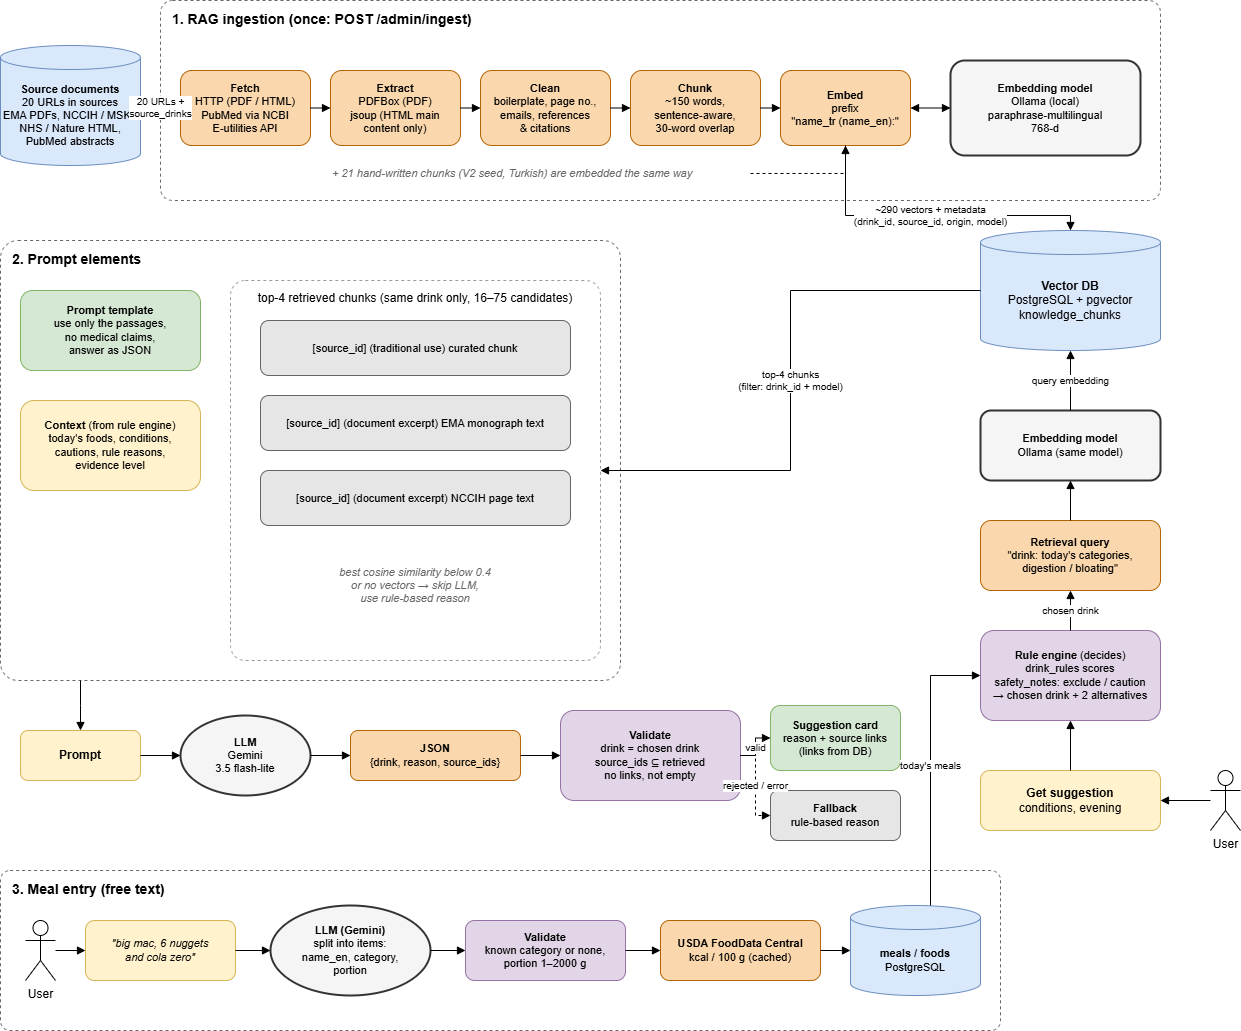 1. RAG ingestion (once: POST /admin/ingest)
Source documents
20 URLs in sources
EMA PDFs, NCCIH / MSK
NHS / Nature HTML,
PubMed abstracts
20 URLs +
source_drinks
Fetch
HTTP (PDF / HTML)
PubMed via NCBI
E-utilities API
Extract
PDFBox (PDF)
jsoup (HTML main
content only)
Clean
boilerplate, page no.,
emails, references
& citations
Chunk
~150 words,
sentence-aware,
30-word overlap
Embed
prefix
"name_tr (name_en):"
Embedding model
Ollama (local)
paraphrase-multilingual
768-d
+ 21 hand-written chunks (V2 seed, Turkish) are embedded the same way
~290 vectors + metadata
(drink_id, source_id, origin, model)
2. Prompt elements
Prompt template
use only the passages,
no medical claims,
answer as JSON
Context (from rule engine)
today's foods, conditions,
cautions, rule reasons,
evidence level
top-4 retrieved chunks (same drink only, 16–75 candidates)
[source_id] (traditional use) curated chunk
[source_id] (document excerpt) EMA monograph text
[source_id] (document excerpt) NCCIH page text
best cosine similarity below 0.4
or no vectors → skip LLM,
use rule-based reason
top-4 chunks
(filter: drink_id + model)
Vector DB
PostgreSQL + pgvector
knowledge_chunks
query embedding
Embedding model
Ollama (same model)
Retrieval query
"drink: today's categories,
digestion / bloating"
chosen drink
Rule engine (decides)
drink_rules scores
safety_notes: exclude / caution
→ chosen drink + 2 alternatives
Get suggestion
conditions, evening
User
today's meals
Prompt
LLM
Gemini
3.5 flash-lite
JSON
{drink, reason, source_ids}
Validate
drink = chosen drink
source_ids ⊆ retrieved
no links, not empty
valid
rejected / error
Suggestion card
reason + source links
(links from DB)
Fallback
rule-based reason
3. Meal entry (free text)
User
"big mac, 6 nuggets
and cola zero"
LLM (Gemini)
split into items:
name_en, category,
portion
Validate
known category or none,
portion 1–2000 g
USDA FoodData Central
kcal / 100 g (cached)
meals / foods
PostgreSQL